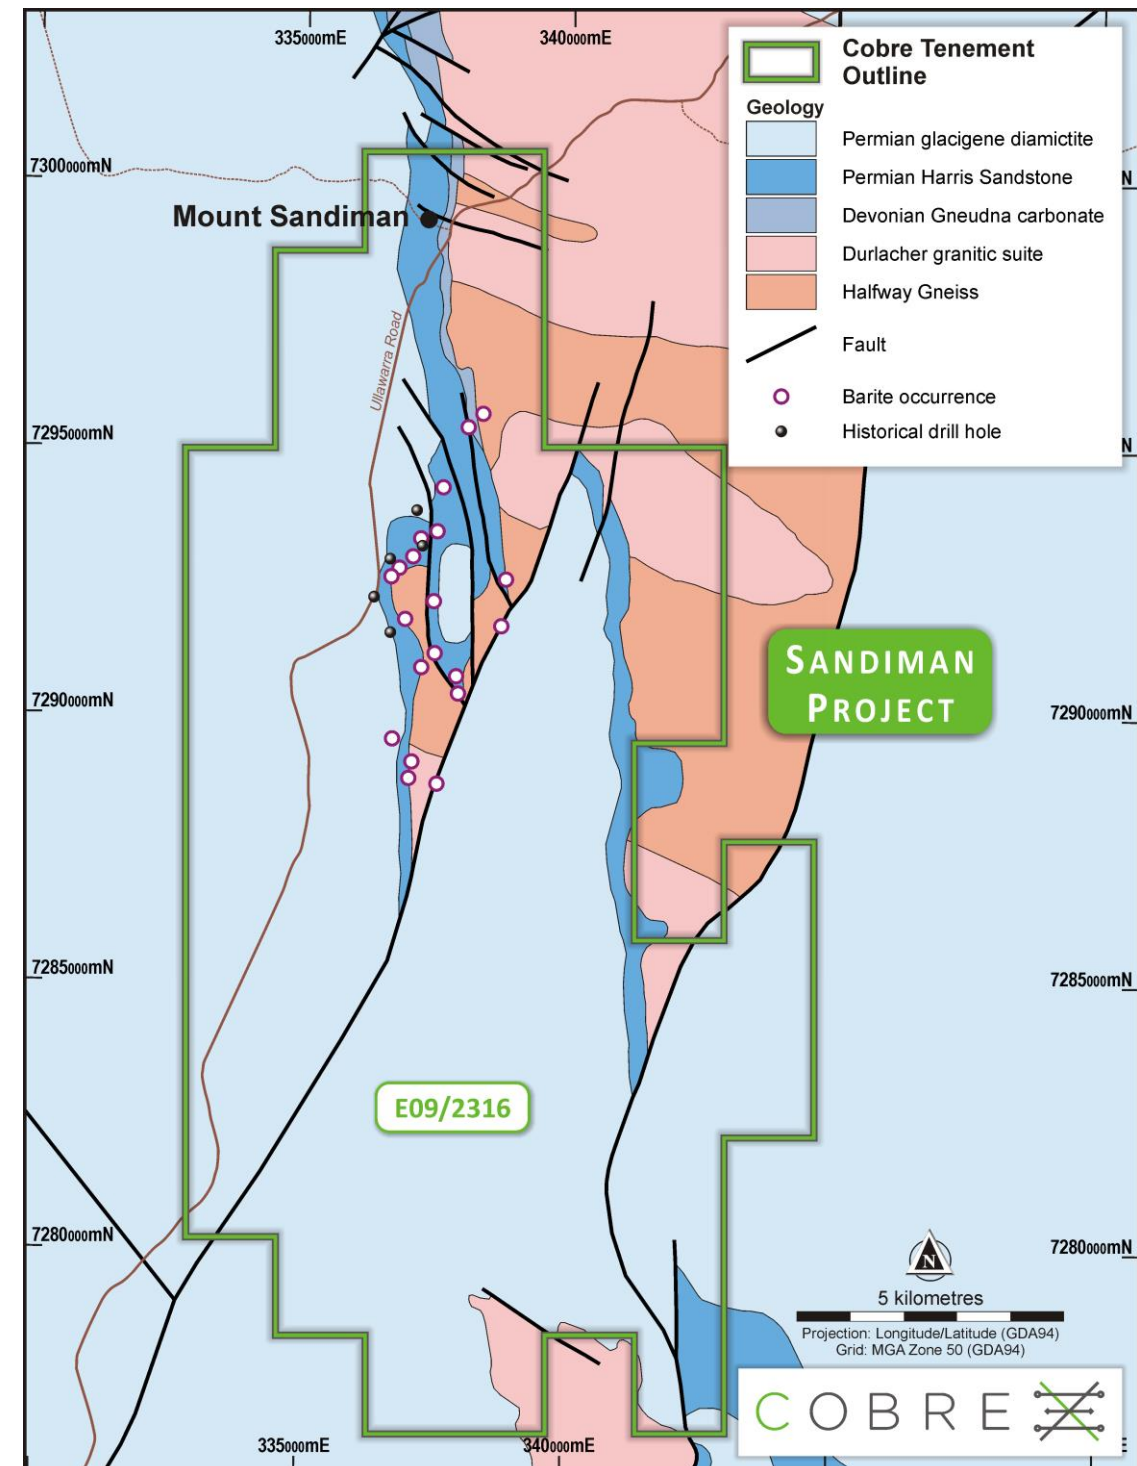 335000mE
340000mE
Cobre Tenement
Outline
Geology
Permian glacigene diamictite
Permian Harris Sandstone
Devonian Gneudna carbonate
Durlacher granitic suite
Halfway Gneiss
Fault
Barite occurrence
Historical drill hole
7300000mN
N
Mount Sandiman
Ullawarra Road
7295000mN
N
SANDIMAN
PROJECT
7290000mN
7290000mN
7285000mN
7285000mN
E09/2316
7280000mN
7280000mN
N
5 kilometres
Projection: Longitude/Latitude (GDA94)
Grid: MGA Zone 50 (GDA94)
COBRE
335000mE
340000mE
E